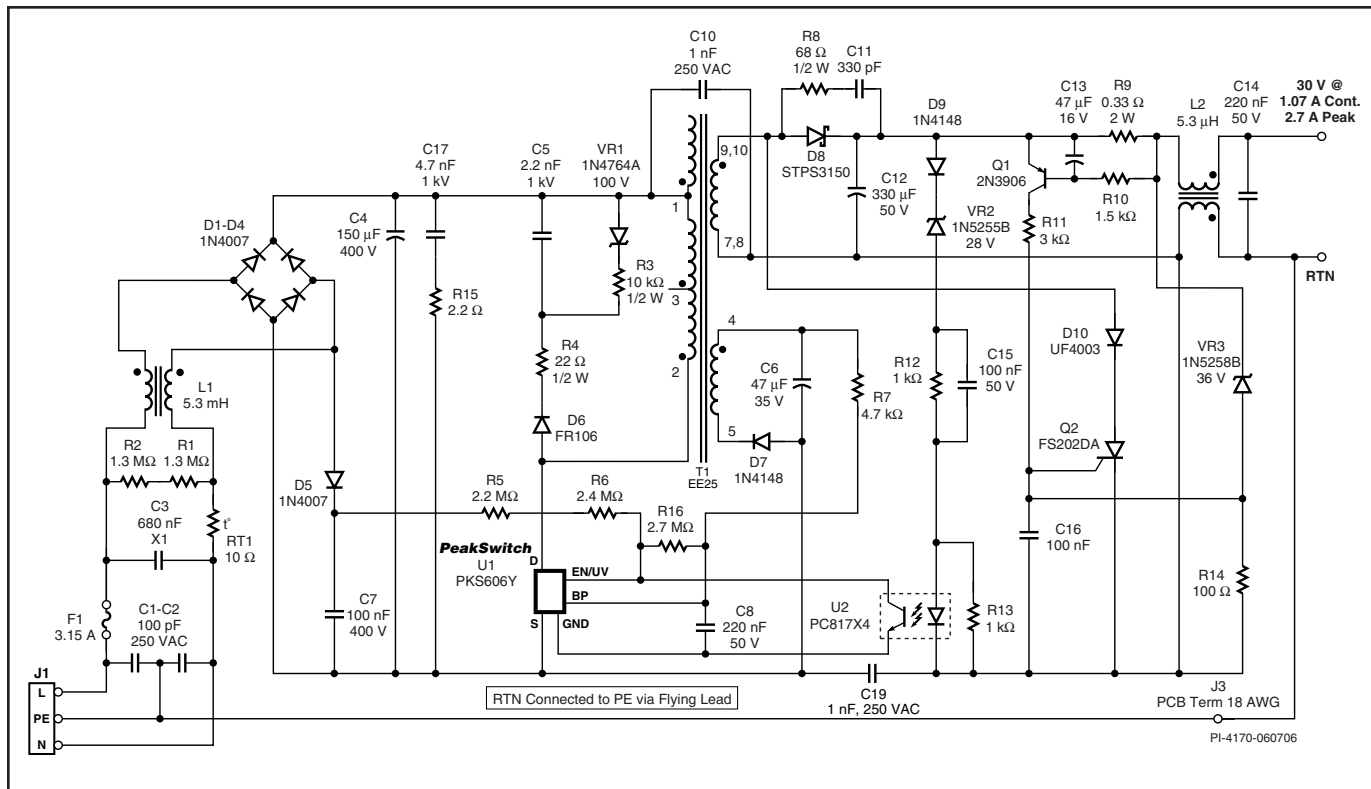 C10
1 nF
250 VAC
R8
68 Ω
1/2 W
C11
330 pF
D9
1N4148
C13
47 µF
16 V
R9
0.33 Ω
2 W
L2
5.3 µH
C14
220 nF
50 V
30 V @
1.07 A Cont.
2.7 A Peak
C17
4.7 nF
1 kV
C5
2.2 nF
1 kV
VR1
1N4764A
100 V
9,10
D8
STPS3150
Q1
2N3906
C12
330 µF
50 V
R10
1.5 kΩ
D1-D4
1N4007
C4
150 µF
400 V
1
VR2
1N5255B
28 V
R11
3 kΩ
7,8
RTN
R3
10 kΩ
1/2 W
3
R15
2.2 Ω
4
D10
UF4003
R4
22 Ω
1/2 W
2
C6
47 µF
35 V
R12
1 kΩ
C15
100 nF
50 V
VR3
1N5258B
36 V
L1
5.3 mH
R7
4.7 kΩ
D6
FR106
5
D7
1N4148
Q2
FS202DA
R2
1.3 MΩ
R1
1.3 MΩ
T1
EE25
D5
1N4007
R5
2.2 MΩ
R6
2.4 MΩ
R16
2.7 MΩ
C3
680 nF
X1
t°
RT1
10 Ω
C16
100 nF
PeakSwitch
U1
PKS606Y
D
EN/UV
BP
S
GND
R14
100 Ω
F1
3.15 A
C1-C2
100 pF
250 VAC
C7
100 nF
400 V
C8
220 nF
50 V
U2
PC817X4
R13
1 kΩ
J1
L
PE
N
RTN Connected to PE via Flying Lead
C19
1 nF, 250 VAC
J3
PCB Term 18 AWG
PI-4170-060706